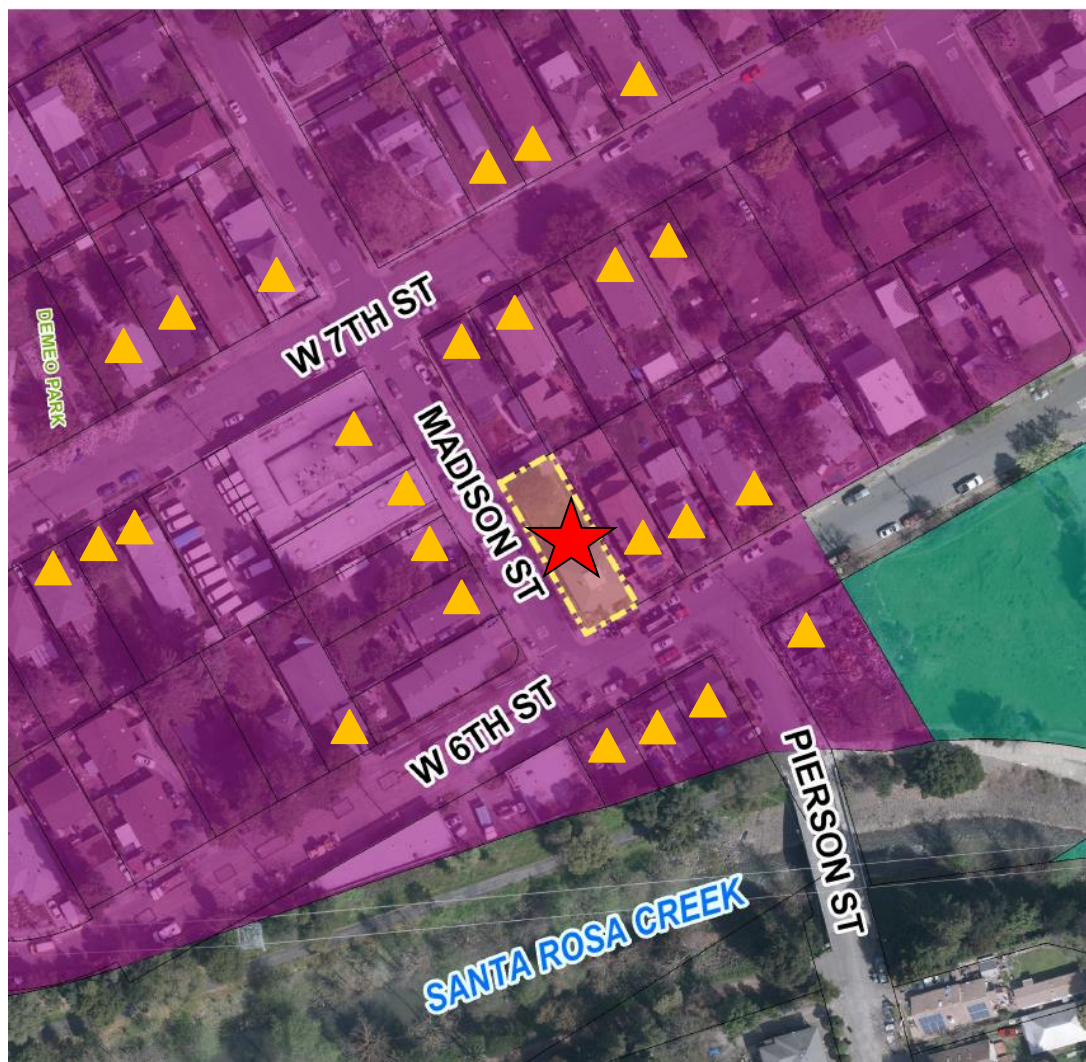 W 7TH ST
DEMEO PARK
MADISON ST
W 6TH ST
PIERSON ST
SANTA ROSA CREEK